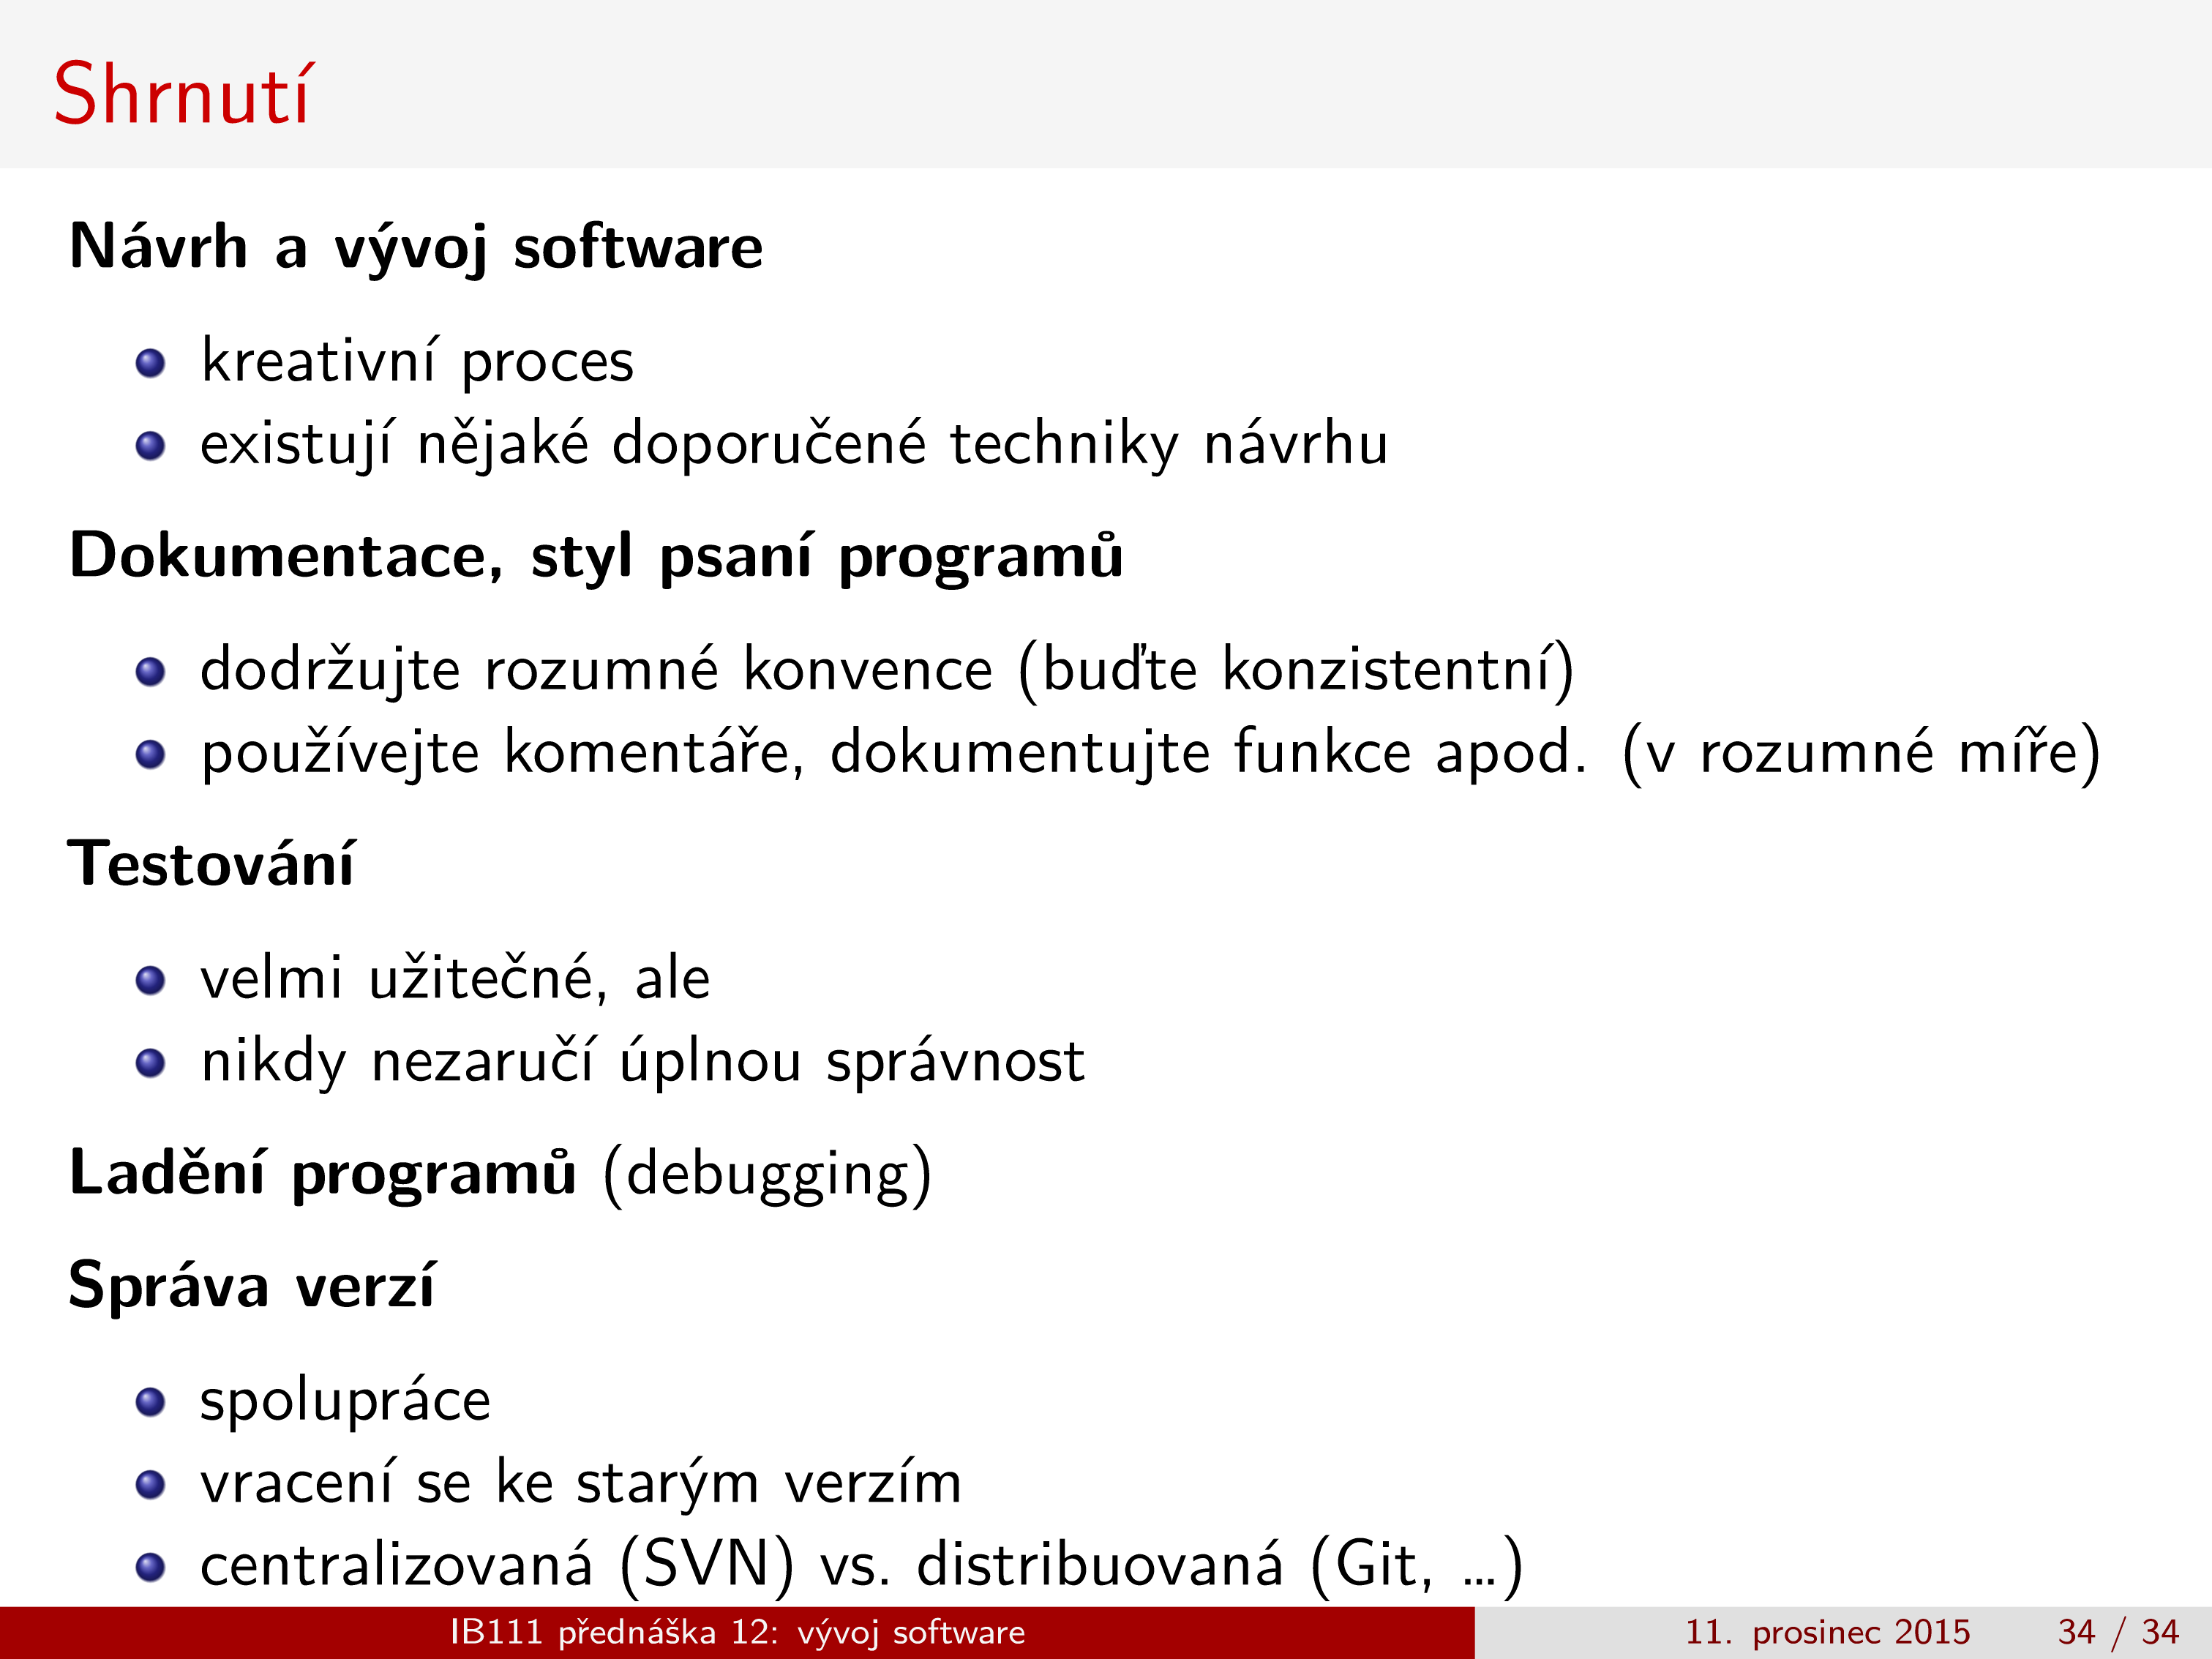 Shrnutí
Návrh a vývoj software
kreativní proces
existují nějaké doporučené techniky návrhu
Dokumentace, styl psaní programů
dodržujte rozumné konvence (buďte konzistentní)
používejte komentáře, dokumentujte funkce apod. (v rozumné míře)
Testování
velmi užitečné, ale
nikdy nezaručí úplnou správnost
Ladění programů (debugging)
Správa verzí
spolupráce
vracení se ke starým verzím
centralizovaná (SVN) vs. distribuovaná (Git, …)
IB111 přednáška 12: vývoj software 11. prosinec 2015 34 / 34